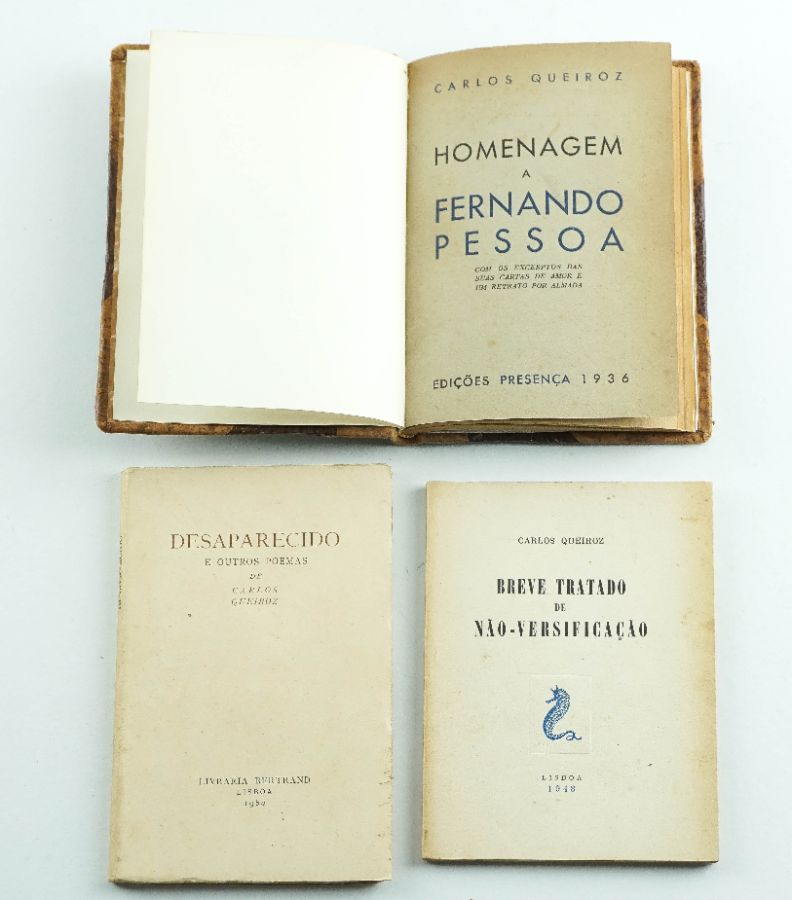 CARLOS QUEIROZ
HOMENAGEM
A
FERNANDO
PESSOA
COM OS EXCERPTOS DAS
SUAS CARTAS DE AMOR E
UM RETRATO POR ALMADA
EDIÇÕES PRESENÇA 1936
DESAPARECIDO
E OUTROS POEMAS
DE
CARLOS
QUEIROZ
LIVRARIA BERTRAND
LISBOA
CARLOS QUEIROZ
BREVE TRATADO
DE
NÃO-VERSIFICAÇÃO
LISBOA
1948